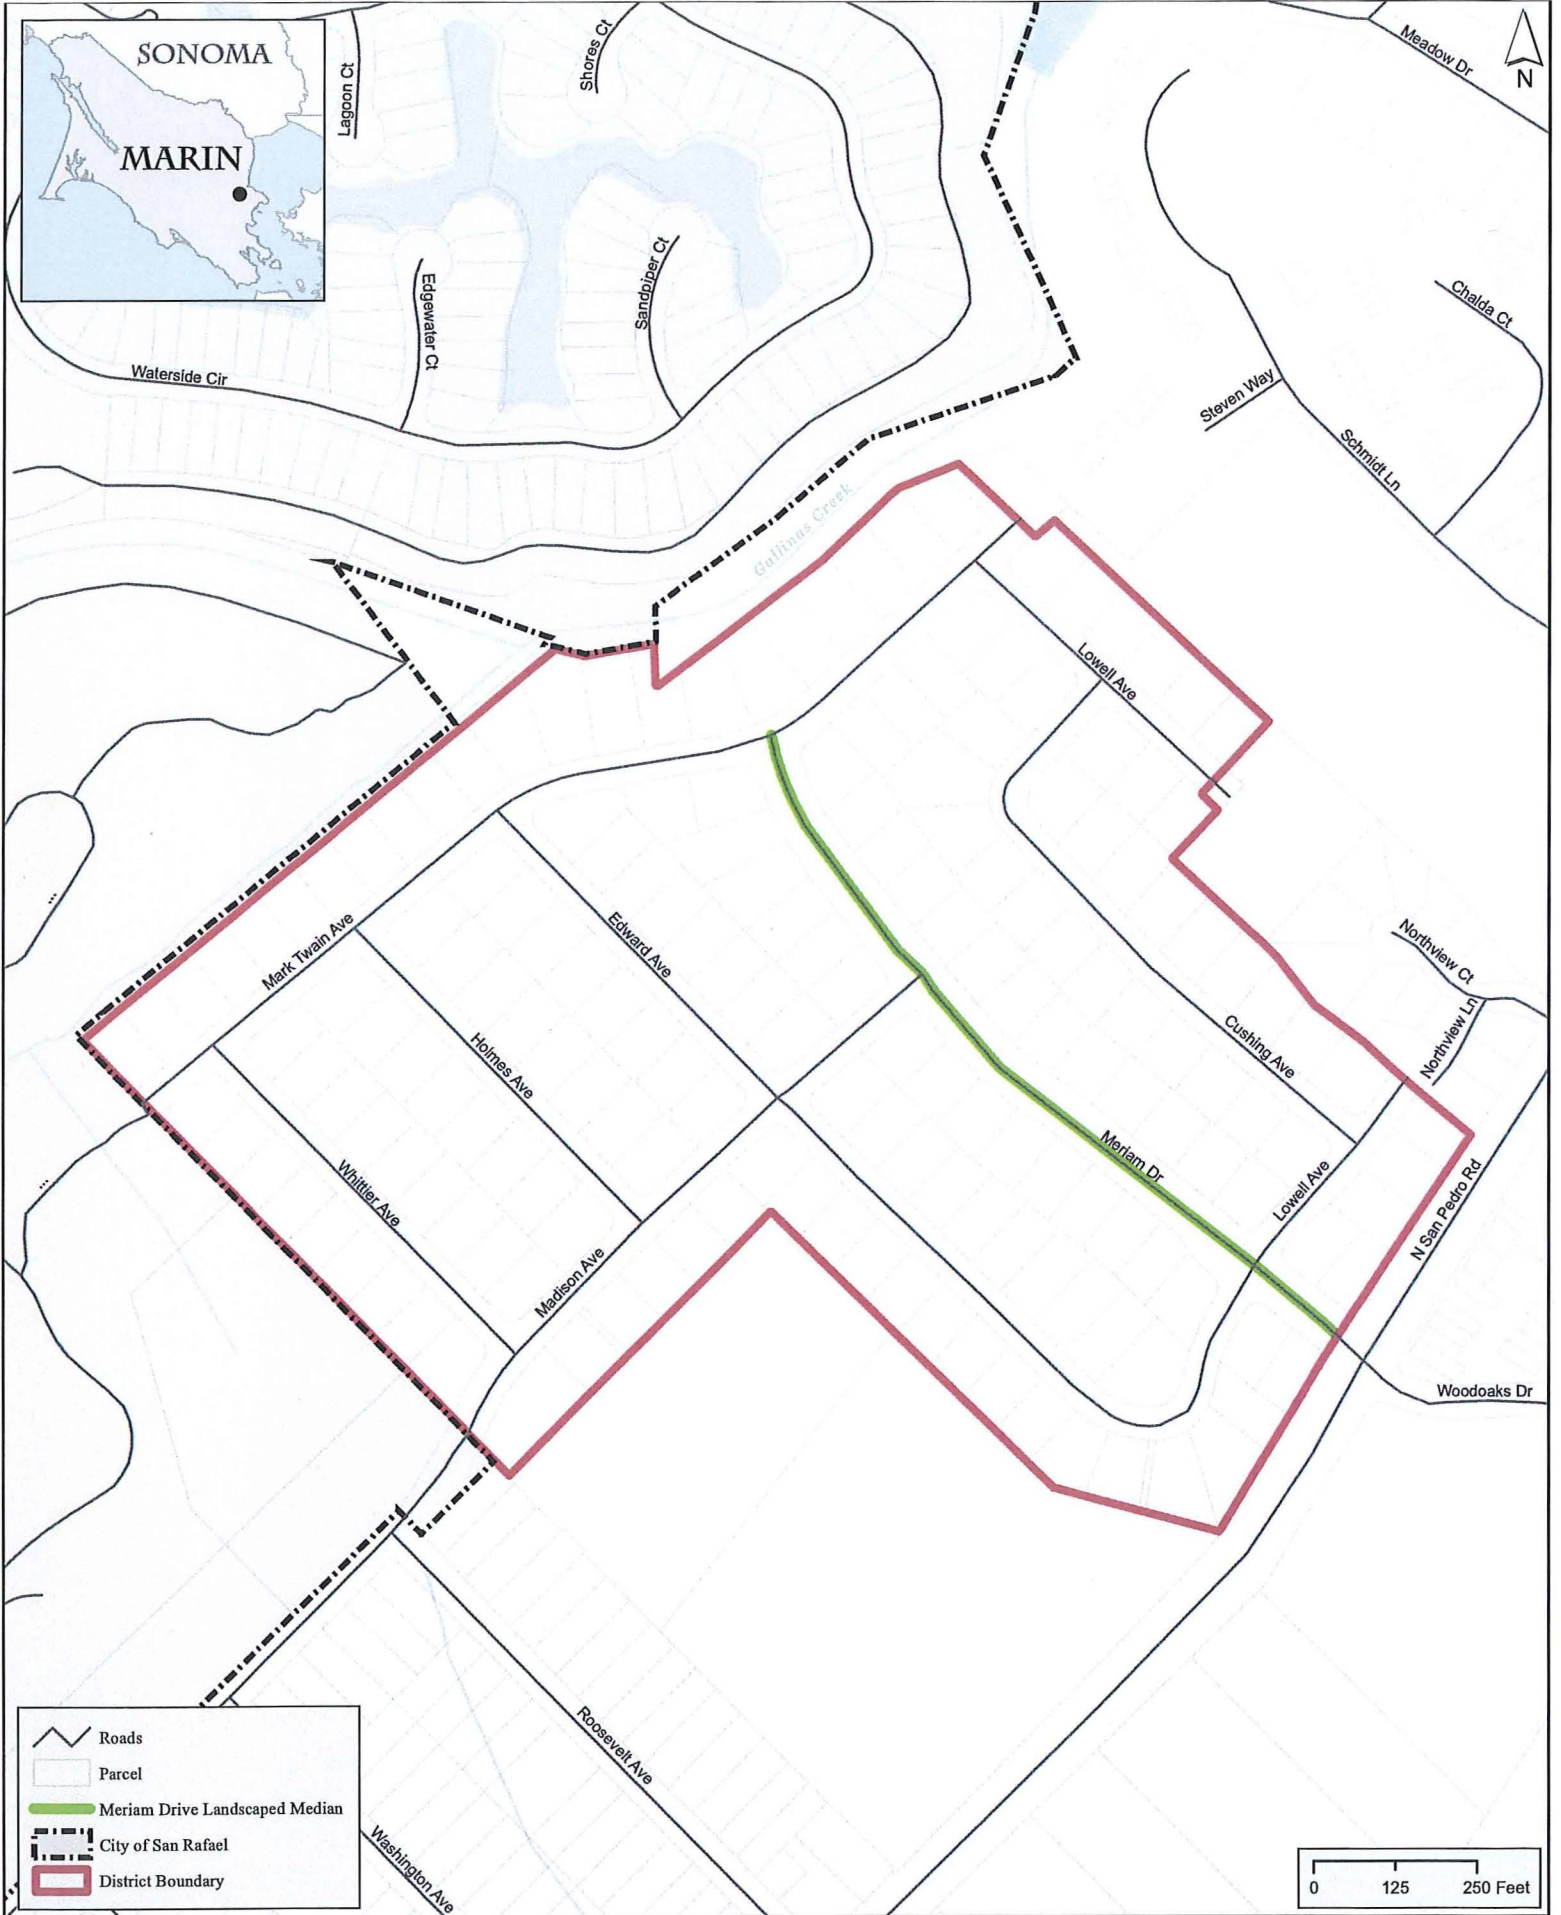 SONOMA
MARIN
Lagoon Ct
Shores Ct
N
Meadow Dr
Edgewater Ct
Sandpiper Ct
Waterside Cir
Chalda Ct
Steven Way
Schmidt Ln
Gallinas Creek
Lowell Ave
Mark Twain Ave
Edward Ave
Holmes Ave
Whittier Ave
Madison Ave
Meriam Dr
Cushing Ave
Lowell Ave
Northview Ct
Northview Ln
N San Pedro Rd
Woodoaks Dr
Roosevelt Ave
Washington Ave
Roads
Parcel
Meriam Drive Landscaped Median
City of San Rafael
District Boundary
0 125 250 Feet